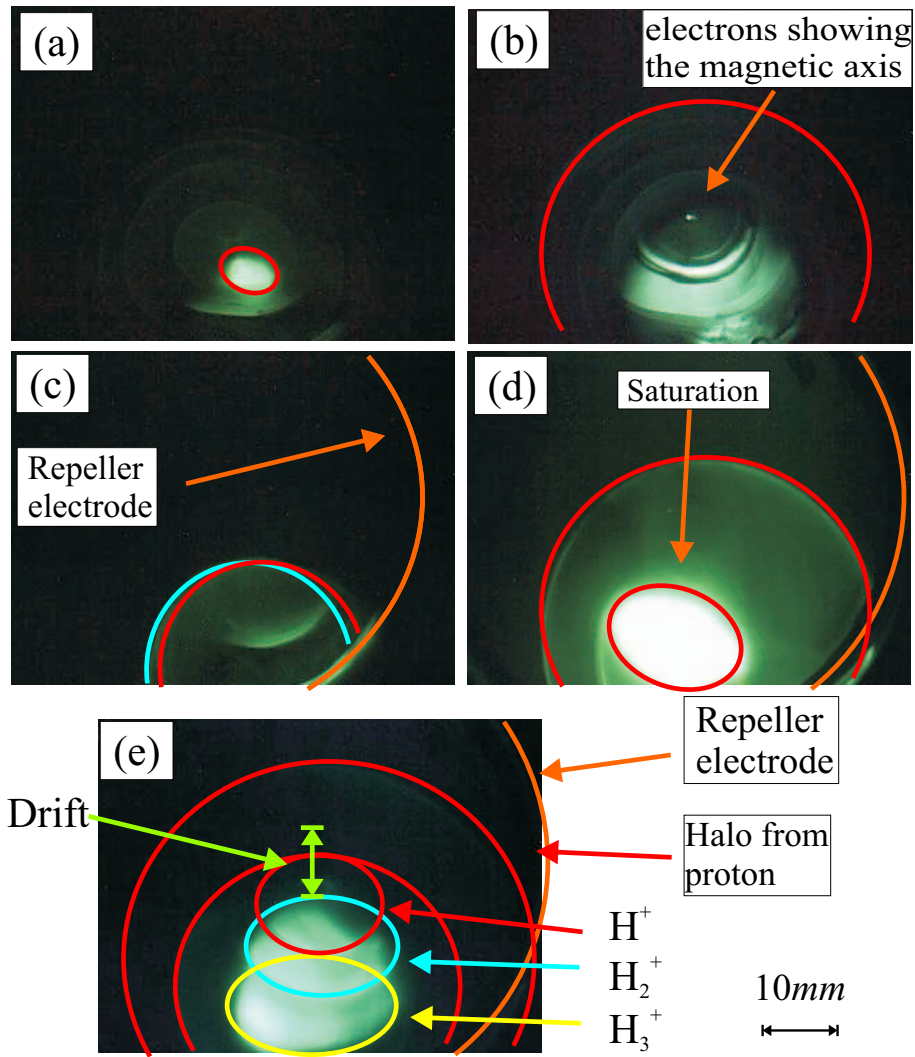 (a)
(b)
electrons showing
the magnetic axis
(c)
Repeller
electrode
(d)
Saturation
(e)
Drift
Repeller
electrode
Halo from
proton
H⁺
H₂⁺
H₃⁺
10mm